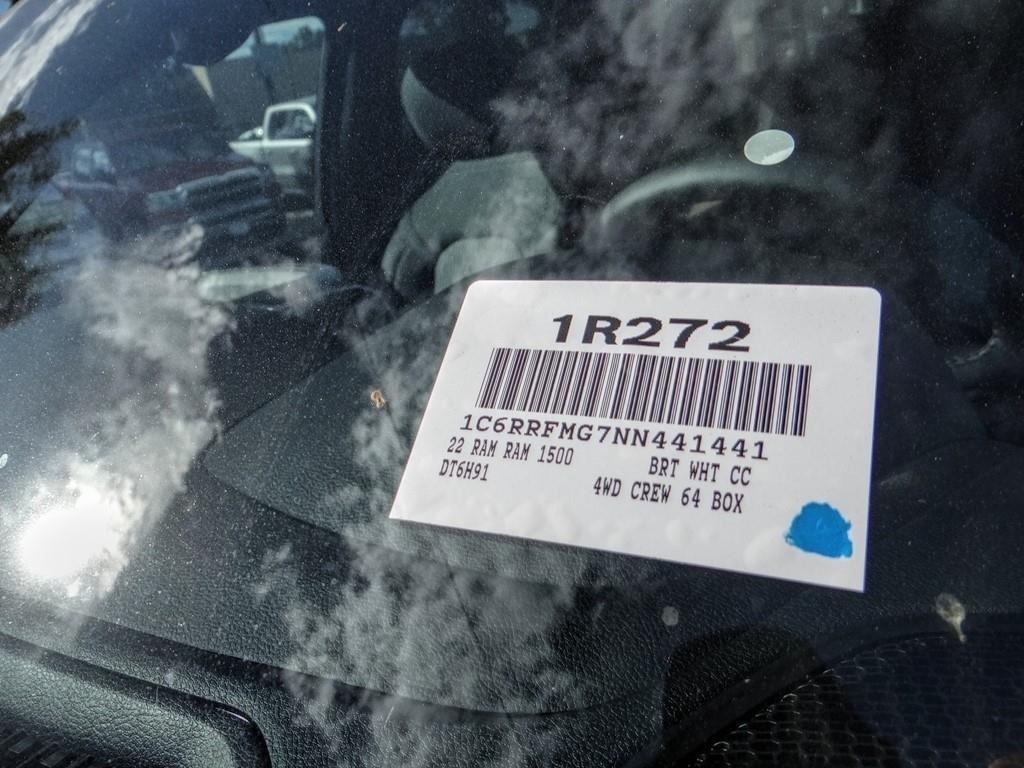 1R272
1C6RRFMG7NN441441
22 RAM RAM 1500 BRT WHT CC
DT6H91 4WD CREW 64 BOX